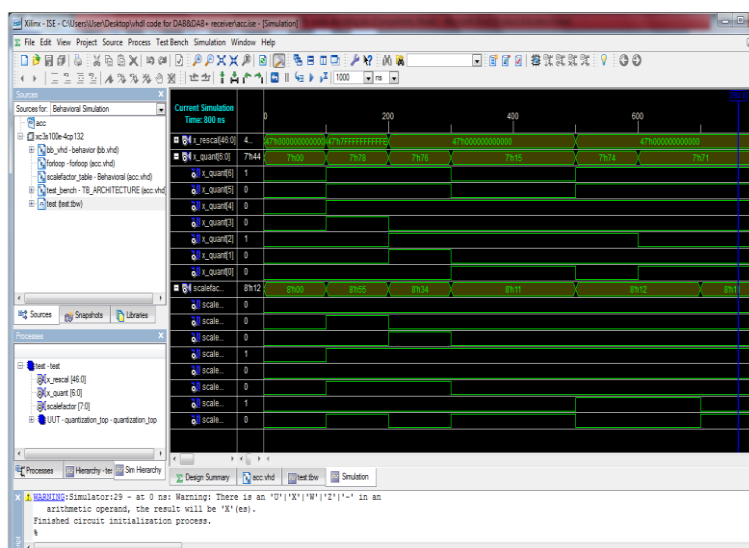 Xilinx - ISE - C:\Users\User\Desktop\vhdl code for DAB&DAB+ receiver\acc.ise - [Simulation]
File Edit View Project Source Process Test Bench Simulation Window Help
1000 ns
Sources
Sources for: Behavioral Simulation
acc
xc3s100e-4cp132
bb_vhd - behavior (bb.vhd)
forloop - forloop (acc.vhd)
scalefactor_table - Behavioral (acc.vhd)
test_bench - TB_ARCHITECTURE (acc.vhd
test (test.tbw)
Sources Snapshots Libraries
Processes
test - test
x_rescal [46:0]
x_quant [6:0]
scalefactor [7:0]
UUT - quantization_top - quantization_top
Processes Hierarchy - tes Sim Hierarchy
Current Simulation
Time: 800 ns
0 200 400 600
x_rescal[46:0] 4... 47'h000000000000 47'h7FFFFFFFFFFE 47'h000000000000 47'h000000000000
x_quant[6:0] 7'h44 7'h00 7'h78 7'h76 7'h15 7'h74 7'h71
x_quant[6] 1
x_quant[5] 0
x_quant[4] 0
x_quant[3] 0
x_quant[2] 1
x_quant[1] 0
x_quant[0] 0
scalefac... 8'h12 8'h00 8'h55 8'h34 8'h11 8'h12
scale... 0
scale... 0
scale... 0
scale... 1
scale... 0
scale... 0
scale... 1
scale... 0
Design Summary acc.vhd test.tbw Simulation
WARNING:Simulator:29 - at 0 ns: Warning: There is an 'U'|'X'|'W'|'Z'|'-' in an
arithmetic operand, the result will be 'X'(es).
Finished circuit initialization process.
%